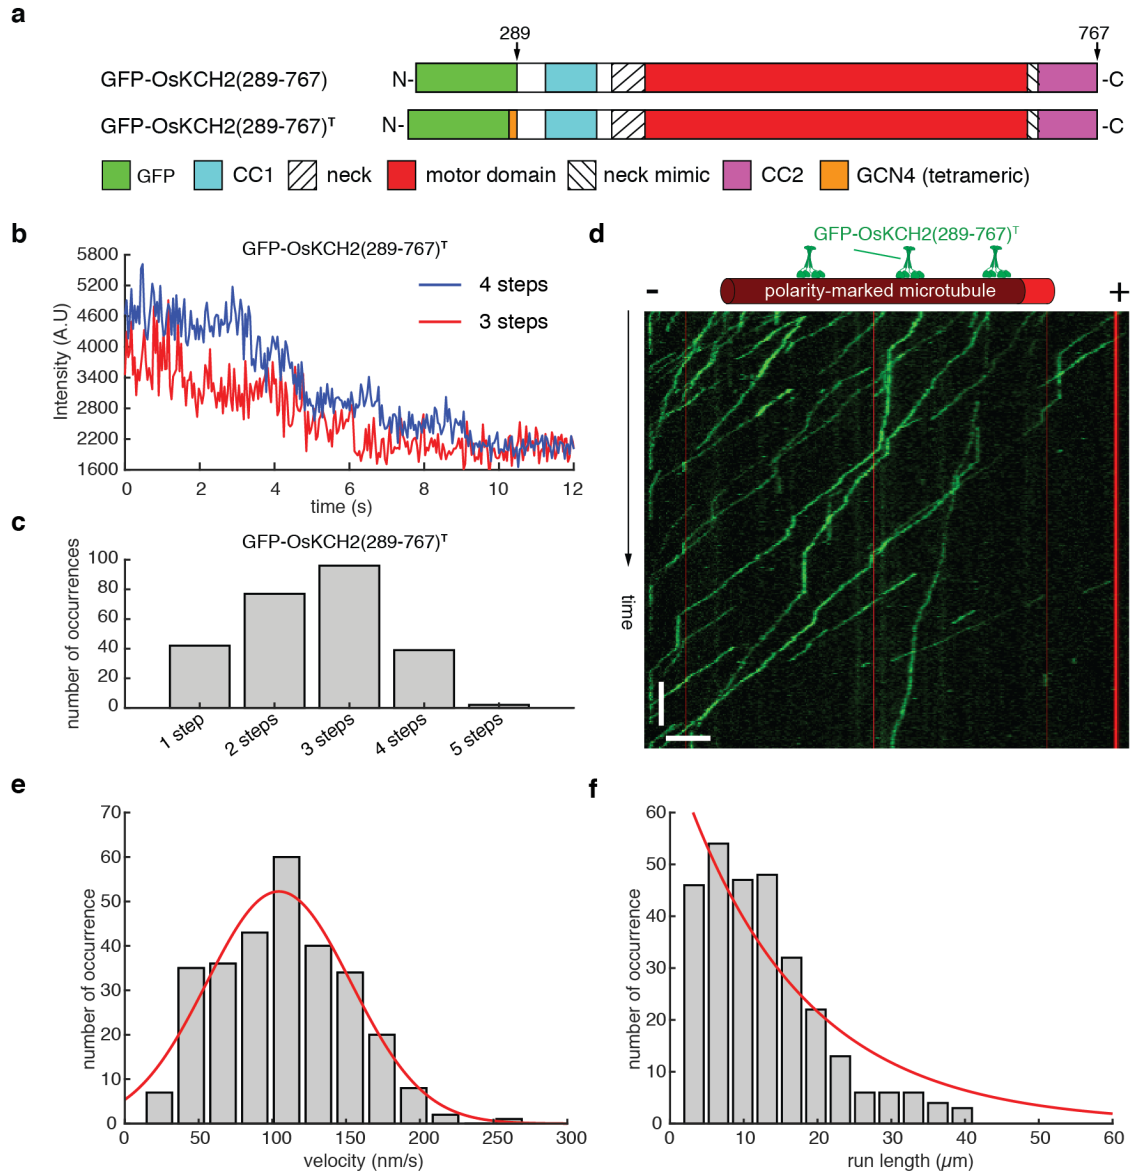 a
289
767
GFP-OsKCH2(289-767)
N-
-C
GFP-OsKCH2(289-767)ᵀ
N-
-C
GFP
CC1
neck
motor domain
neck mimic
CC2
GCN4 (tetrameric)
b
GFP-OsKCH2(289-767)ᵀ
5800
5200
4600
4000
3400
2800
2200
1600
Intensity (A.U)
4 steps
3 steps
0
2
4
6
8
10
12
time (s)
c
GFP-OsKCH2(289-767)ᵀ
100
80
60
40
20
0
number of occurrences
1 step
2 steps
3 steps
4 steps
5 steps
d
GFP-OsKCH2(289-767)ᵀ
-
polarity-marked microtubule
+
time
e
70
60
50
40
30
20
10
0
number of occurrence
0
50
100
150
200
250
300
velocity (nm/s)
f
60
50
40
30
20
10
0
number of occurrence
0
10
20
30
40
50
60
run length (µm)